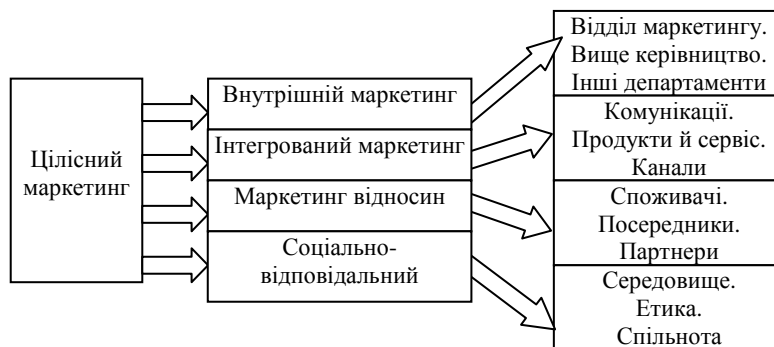 Цілісний
маркетинг
Внутрішній маркетинг
Інтегрований маркетинг
Маркетинг відносин
Соціально-
відповідальний
Відділ маркетингу.
Вище керівництво.
Інші департаменти
Комунікації.
Продукти й сервіс.
Канали
Споживачі.
Посередники.
Партнери
Середовище.
Етика.
Спільнота